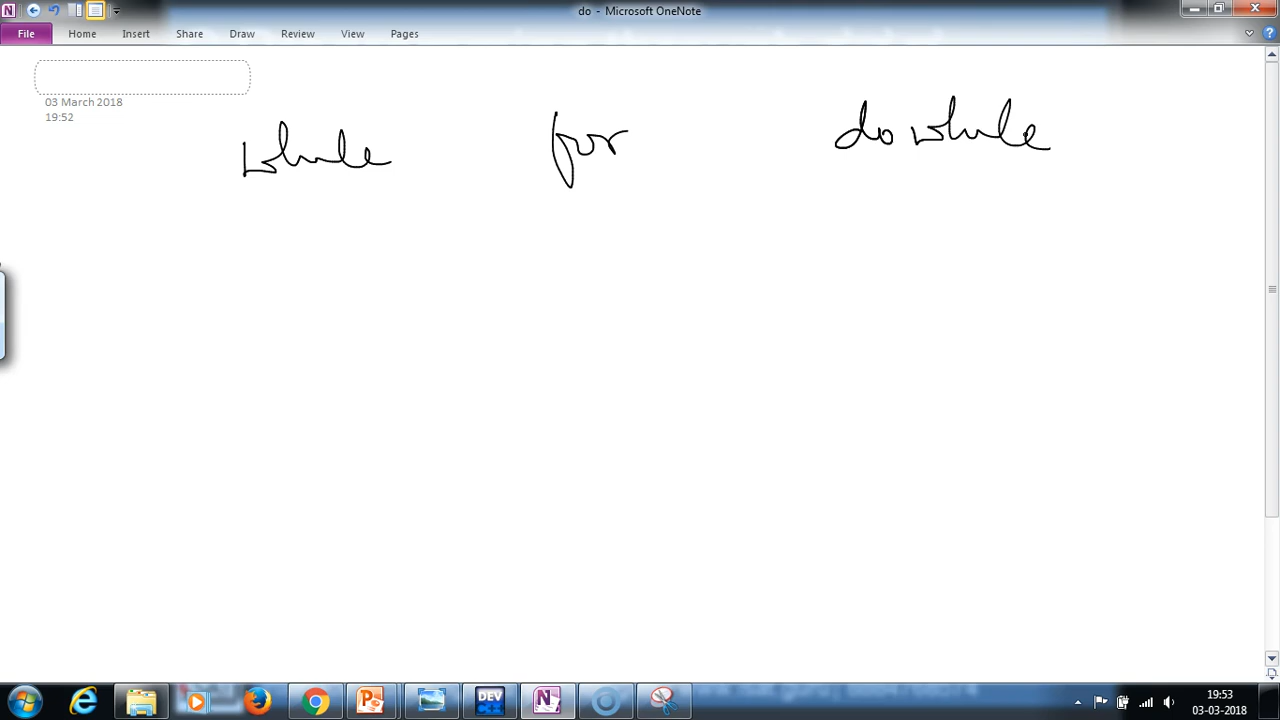 do - Microsoft OneNote
File Home Insert Share Draw Review View Pages
03 March 2018
19:52
while for do while
DEV
19:53
03-03-2018